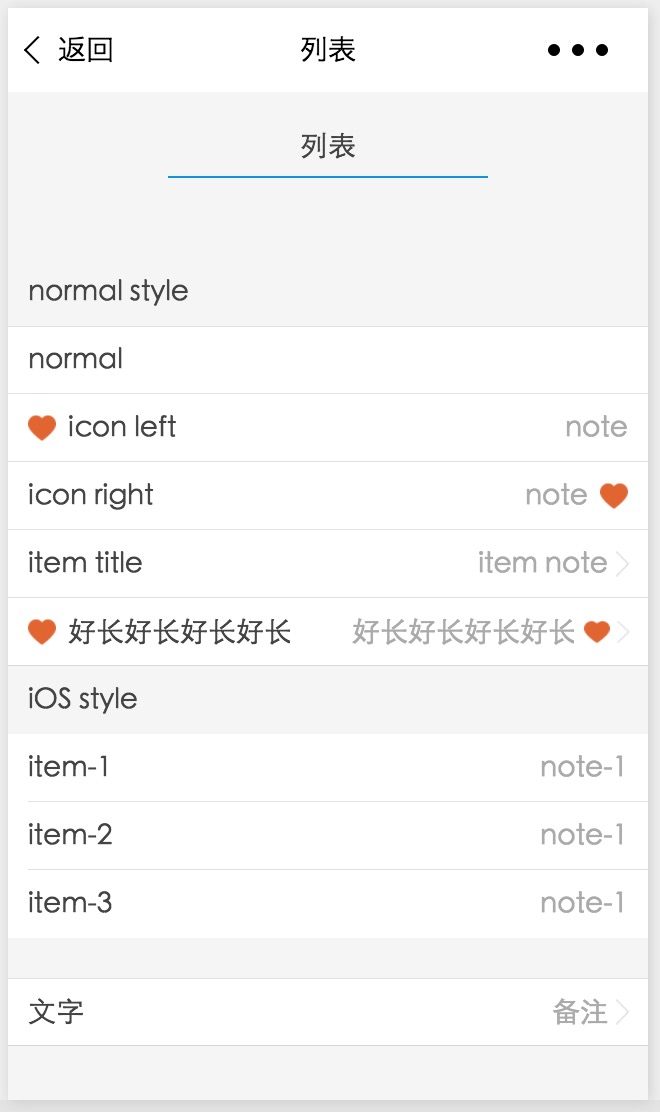 返回 列表
列表
normal style
normal
icon left note
icon right note
item title item note
好长好长好长好长 好长好长好长好长
iOS style
item-1 note-1
item-2 note-1
item-3 note-1
文字 备注